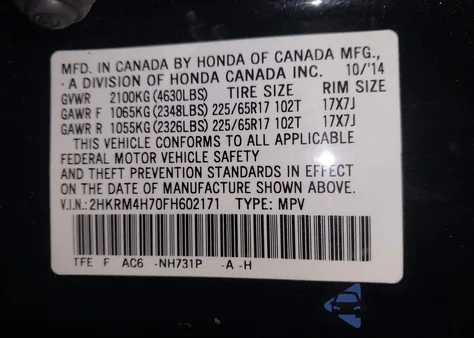 MFD. IN CANADA BY HONDA OF CANADA MFG.,
- A DIVISION OF HONDA CANADA INC. 10/'14
GVWR 2100KG (4630LBS) TIRE SIZE RIM SIZE
GAWR F 1065KG (2348LBS) 225/65R17 102T 17X7J
GAWR R 1055KG (2326LBS) 225/65R17 102T 17X7J
THIS VEHICLE CONFORMS TO ALL APPLICABLE
FEDERAL MOTOR VEHICLE SAFETY
AND THEFT PREVENTION STANDARDS IN EFFECT
ON THE DATE OF MANUFACTURE SHOWN ABOVE.
V.I.N.: 2HKRM4H70FH602171 TYPE: MPV
TFE F AC6 -NH731P -A -H